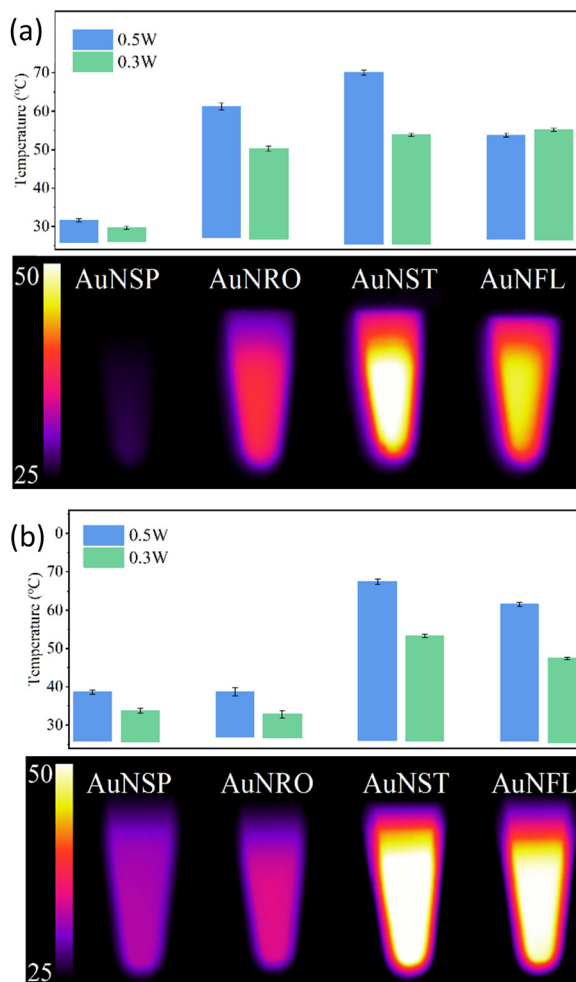 (a)
0.5W
0.3W
Temperature (°C)
70
60
50
40
30
50
AuNSP AuNRO AuNST AuNFL
25
(b)
0.5W
0.3W
Temperature (°C)
0
70
60
50
40
30
50
AuNSP AuNRO AuNST AuNFL
25